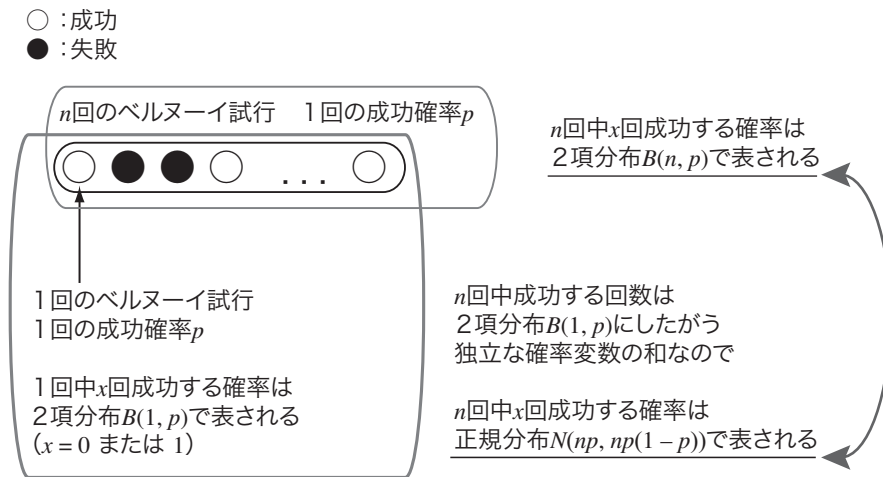 ○：成功
●：失敗
n回のベルヌーイ試行　1回の成功確率p
n回中x回成功する確率は
2項分布B(n, p)で表される
. . .
1回のベルヌーイ試行
1回の成功確率p
1回中x回成功する確率は
2項分布B(1, p)で表される
（x = 0 または 1）
n回中成功する回数は
2項分布B(1, p)にしたがう
独立な確率変数の和なので
n回中x回成功する確率は
正規分布N(np, np(1 – p))で表される